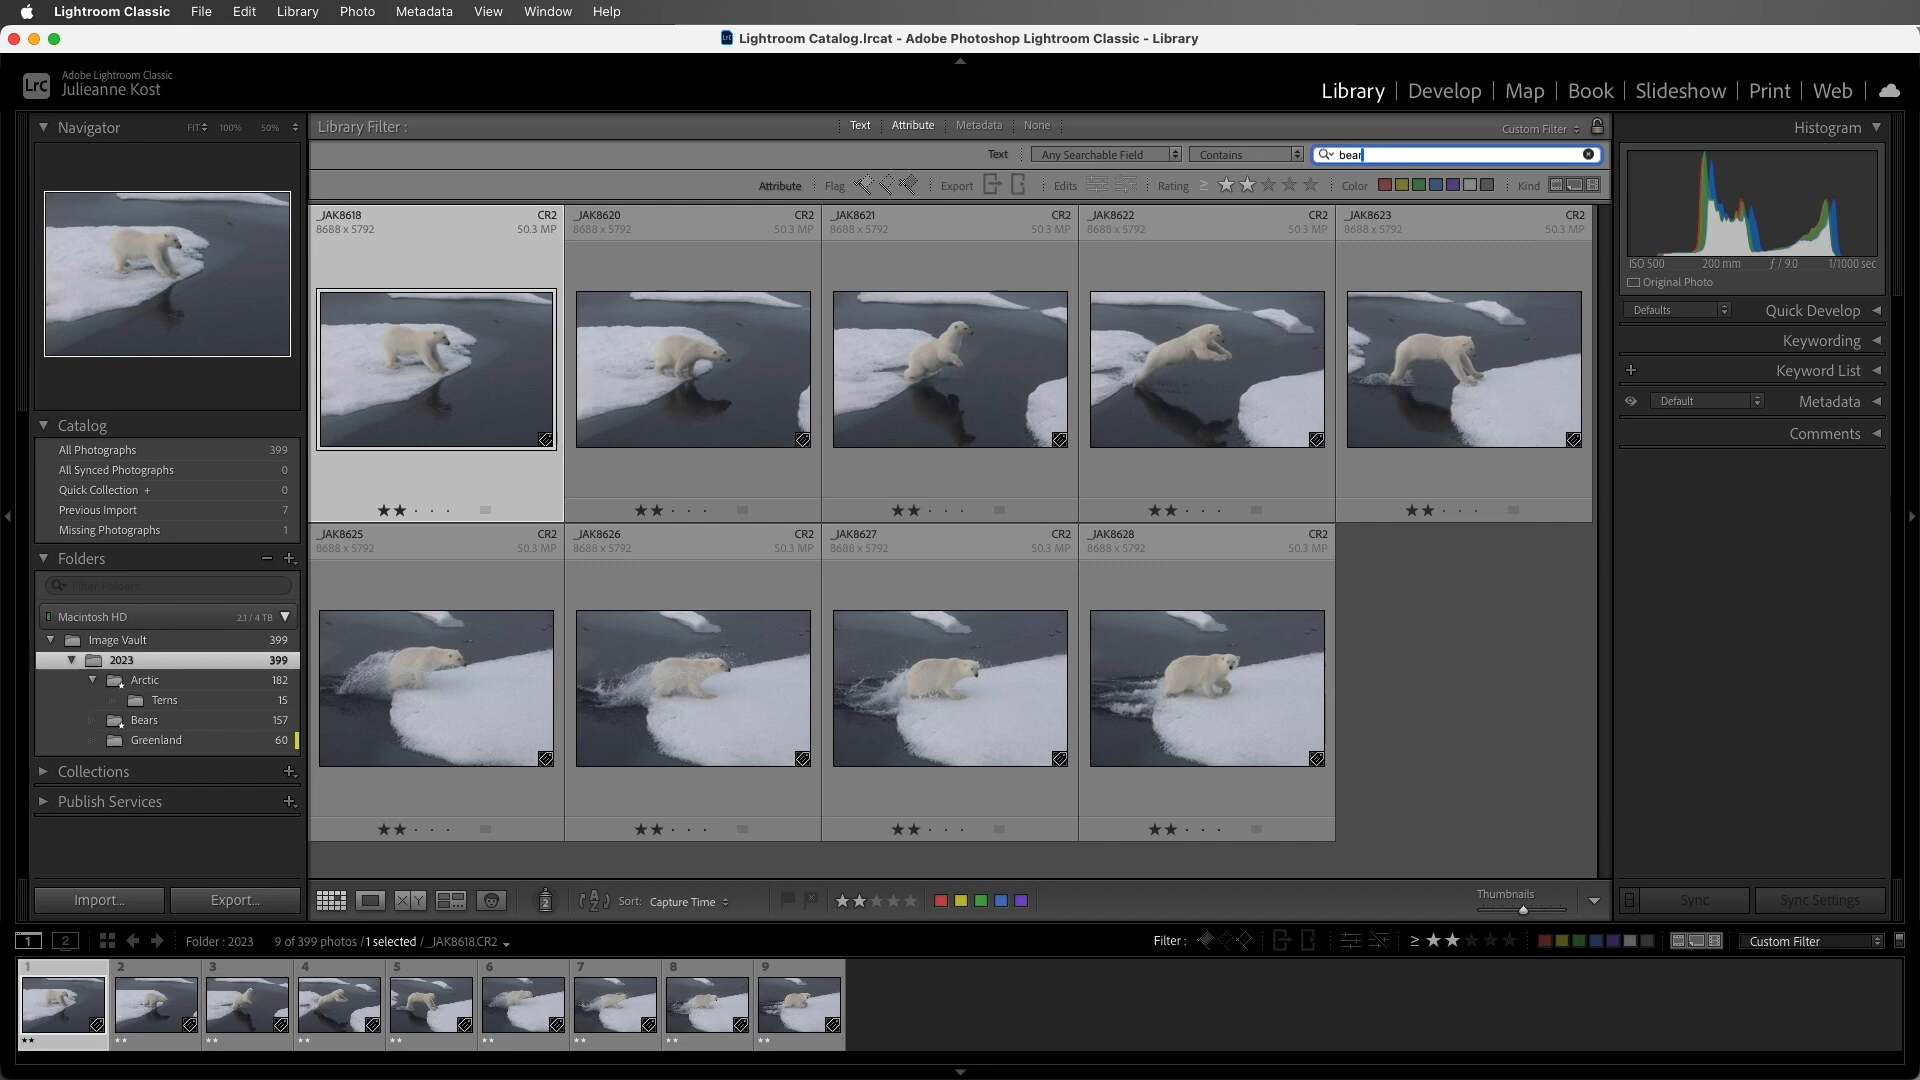 Lightroom Classic File Edit Library Photo Metadata View Window Help
Lightroom Catalog.lrcat - Adobe Photoshop Lightroom Classic - Library
LrC Adobe Lightroom Classic
Julieanne Kost
Library Develop Map Book Slideshow Print Web
Navigator FIT 100% 50%
Library Filter : Text Attribute Metadata None Custom Filter
Histogram
Text Any Searchable Field Contains bear
Attribute Flag Export Edits Rating ≥ ★★☆☆☆ Color Kind
_JAK8618 CR2
8688 x 5792 50.3 MP
_JAK8620 CR2
8688 x 5792 50.3 MP
_JAK8621 CR2
8688 x 5792 50.3 MP
_JAK8622 CR2
8688 x 5792 50.3 MP
_JAK8623 CR2
8688 x 5792 50.3 MP
ISO 500 200 mm ƒ / 9.0 1/1000 sec
Original Photo
Defaults Quick Develop
Keywording
Keyword List
Default Metadata
Comments
Catalog
All Photographs 399
All Synced Photographs 0
Quick Collection + 0
Previous Import 7
Missing Photographs 1
Folders
Filter Folders
Macintosh HD 2.1 / 4 TB
Image Vault 399
2023 399
Arctic 182
Terns 15
Bears 157
Greenland 60
Collections
Publish Services
_JAK8625 CR2
8688 x 5792 50.3 MP
_JAK8626 CR2
8688 x 5792 50.3 MP
_JAK8627 CR2
8688 x 5792 50.3 MP
_JAK8628 CR2
8688 x 5792 50.3 MP
Import... Export...
XY 2 AZ Sort: Capture Time Thumbnails
Sync Sync Settings
1 2 Folder : 2023 9 of 399 photos / 1 selected / _JAK8618.CR2 Filter : ≥ ★★ Custom Filter
1 2 3 4 5 6 7 8 9